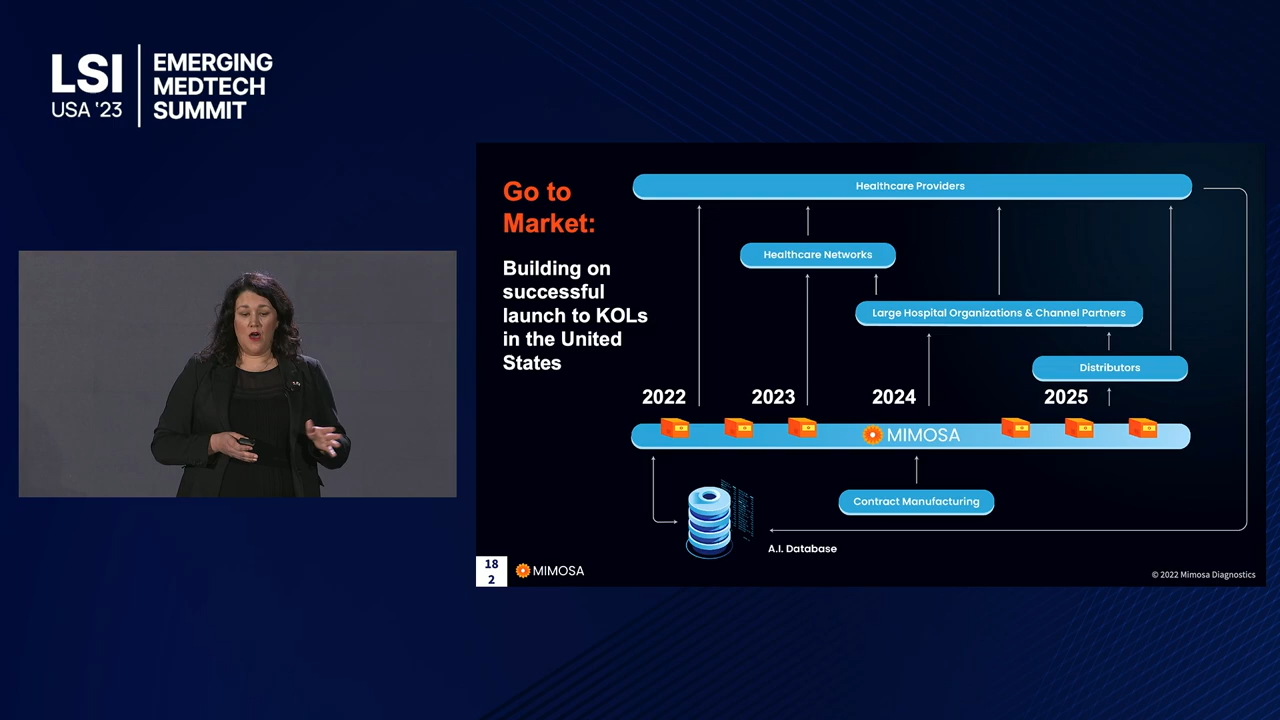 LSI
USA '23
EMERGING
MEDTECH
SUMMIT
Go to
Market:
Building on
successful
launch to KOLs
in the United
States
Healthcare Providers
Healthcare Networks
Large Hospital Organizations & Channel Partners
Distributors
2022
2023
2024
2025
MIMOSA
Contract Manufacturing
A.I. Database
18
2
MIMOSA
© 2022 Mimosa Diagnostics